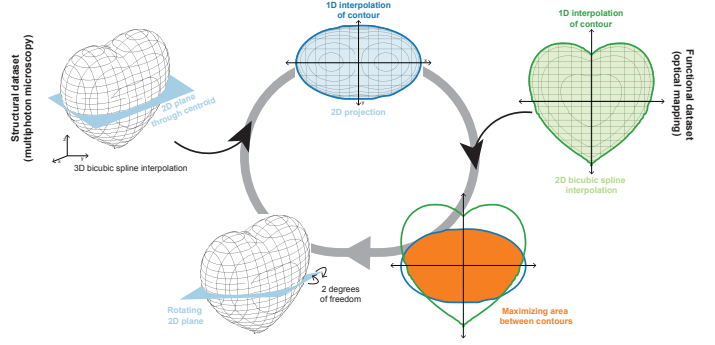 Structural dataset
(multiphoton microscopy)
2D plane
through centroid
z
x
y
3D bicubic spline interpolation
1D interpolation
of contour
2D projection
1D interpolation
of contour
Functional dataset
(optical mapping)
2D bicubic spline
interpolation
Rotating
2D plane
2 degrees
of freedom
Maximizing area
between contours